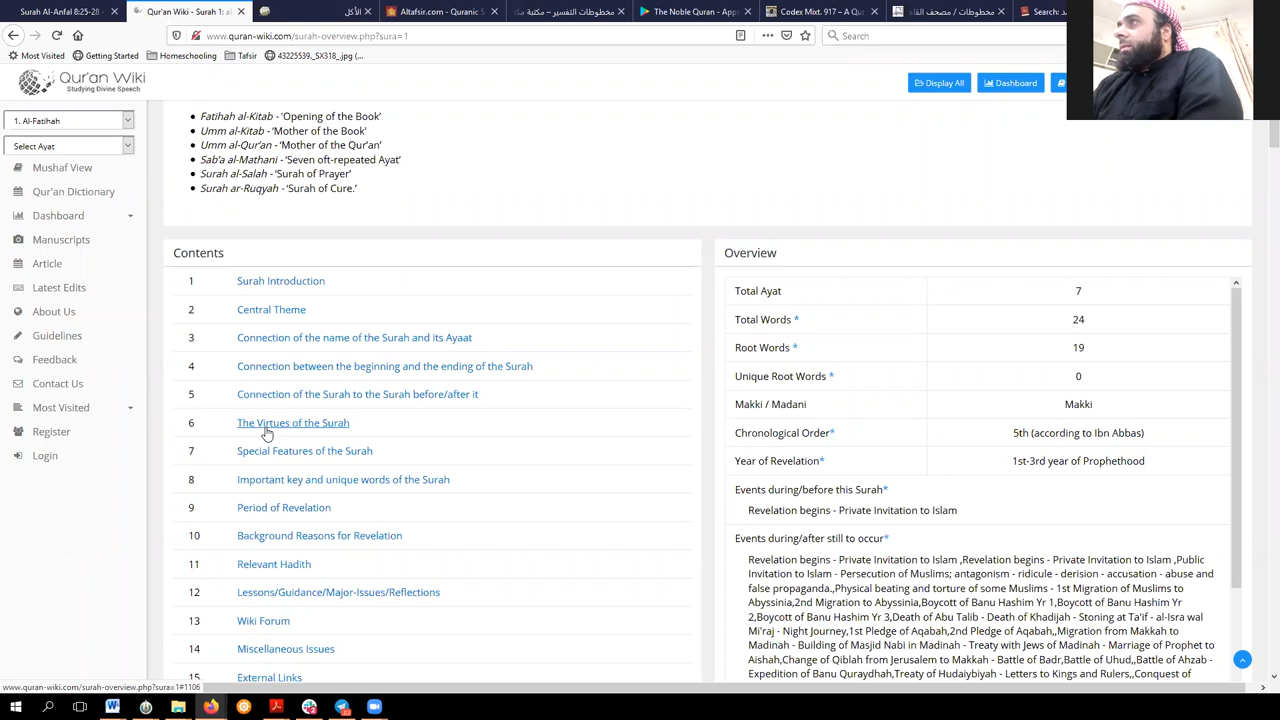 Surah Al-Anfal 8:25-28
Qur'an Wiki - Surah 1: al
الأكل
Altafsir.com - Quranic S
مخطوطات التفسير – مكتبة
The Noble Quran - Apps
Codex Mixt. 917 – A Qur
مخطوطات / مصحف القاه
Search:
www.quran-wiki.com/surah-overview.php?sura=1
Search
Most Visited
Getting Started
Homeschooling
Tafsir
43225539._SX318_.jpg (...
Qur'an Wiki
Studying Divine Speech
Display All
Dashboard
1. Al-Fatihah
Select Ayat
Mushaf View
Qur'an Dictionary
Dashboard
Manuscripts
Article
Latest Edits
About Us
Guidelines
Feedback
Contact Us
Most Visited
Register
Login
Fatihah al-Kitab - 'Opening of the Book'
Umm al-Kitab - 'Mother of the Book'
Umm al-Qur'an - 'Mother of the Qur'an'
Sab'a al-Mathani - 'Seven oft-repeated Ayat'
Surah al-Salah - 'Surah of Prayer'
Surah ar-Ruqyah - 'Surah of Cure.'
Contents
1 Surah Introduction
2 Central Theme
3 Connection of the name of the Surah and its Ayaat
4 Connection between the beginning and the ending of the Surah
5 Connection of the Surah to the Surah before/after it
6 The Virtues of the Surah
7 Special Features of the Surah
8 Important key and unique words of the Surah
9 Period of Revelation
10 Background Reasons for Revelation
11 Relevant Hadith
12 Lessons/Guidance/Major-Issues/Reflections
13 Wiki Forum
14 Miscellaneous Issues
15 External Links
Overview
Total Ayat 7
Total Words * 24
Root Words * 19
Unique Root Words * 0
Makki / Madani Makki
Chronological Order* 5th (according to Ibn Abbas)
Year of Revelation* 1st-3rd year of Prophethood
Events during/before this Surah*
Revelation begins - Private Invitation to Islam
Events during/after still to occur*
Revelation begins - Private Invitation to Islam ,Revelation begins - Private Invitation to Islam ,Public
Invitation to Islam - Persecution of Muslims; antagonism - ridicule - derision - accusation - abuse and
false propaganda.,Physical beating and torture of some Muslims - 1st Migration of Muslims to
Abyssinia,2nd Migration to Abyssinia,Boycott of Banu Hashim Yr 1,Boycott of Banu Hashim Yr
2,Boycott of Banu Hashim Yr 3,Death of Abu Talib - Death of Khadijah - Stoning at Ta'if - al-Isra wal
Mi'raj - Night Journey,1st Pledge of Aqabah,2nd Pledge of Aqabah,,Migration from Makkah to
Madinah - Building of Masjid Nabi in Madinah - Treaty with Jews of Madinah - Marriage of Prophet to
Aishah,Change of Qiblah from Jerusalem to Makkah - Battle of Badr,Battle of Uhud,,Battle of Ahzab -
Expedition of Banu Quraydhah,Treaty of Hudaiybiyah - Letters to Kings and Rulers,,Conquest of
www.quran-wiki.com/surah-overview.php?sura=1#1106